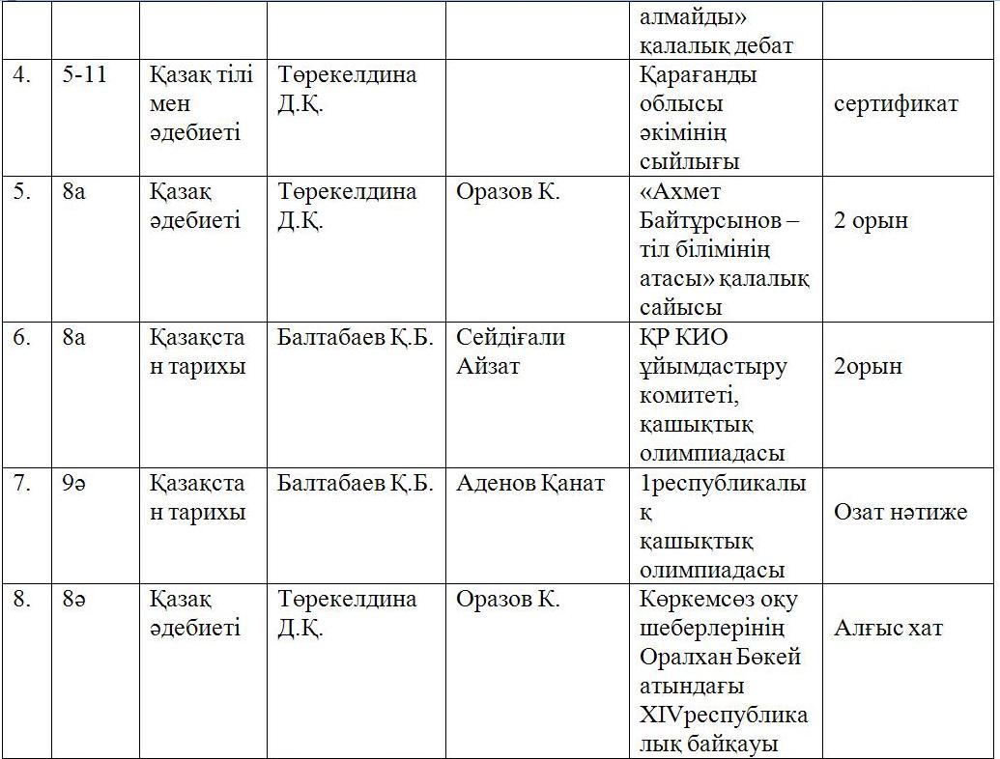 алмайды»
қалалық дебат
4. 5-11 Қазақ тілі Төрекелдина Қарағанды
мен Д.Қ. облысы сертификат
әдебиеті әкімінің
сыйлығы
5. 8а Қазақ Төрекелдина Оразов К. «Ахмет
әдебиеті Д.Қ. Байтұрсынов – 2 орын
тіл білімінің
атасы» қалалық
сайысы
6. 8а Қазақста Балтабаев Қ.Б. Сейдіғали ҚР КИО
н тарихы Айзат ұйымдастыру 2орын
комитеті,
қашықтық
олимпиадасы
7. 9ә Қазақста Балтабаев Қ.Б. Аденов Қанат 1республикалы
н тарихы қ Озат нәтиже
қашықтық
олимпиадасы
8. 8ә Қазақ Төрекелдина Оразов К. Көркемсөз оқу
әдебиеті Д.Қ. шеберлерінің Алғыс хат
Оралхан Бөкей
атындағы
XIVреспублика
лық байқауы